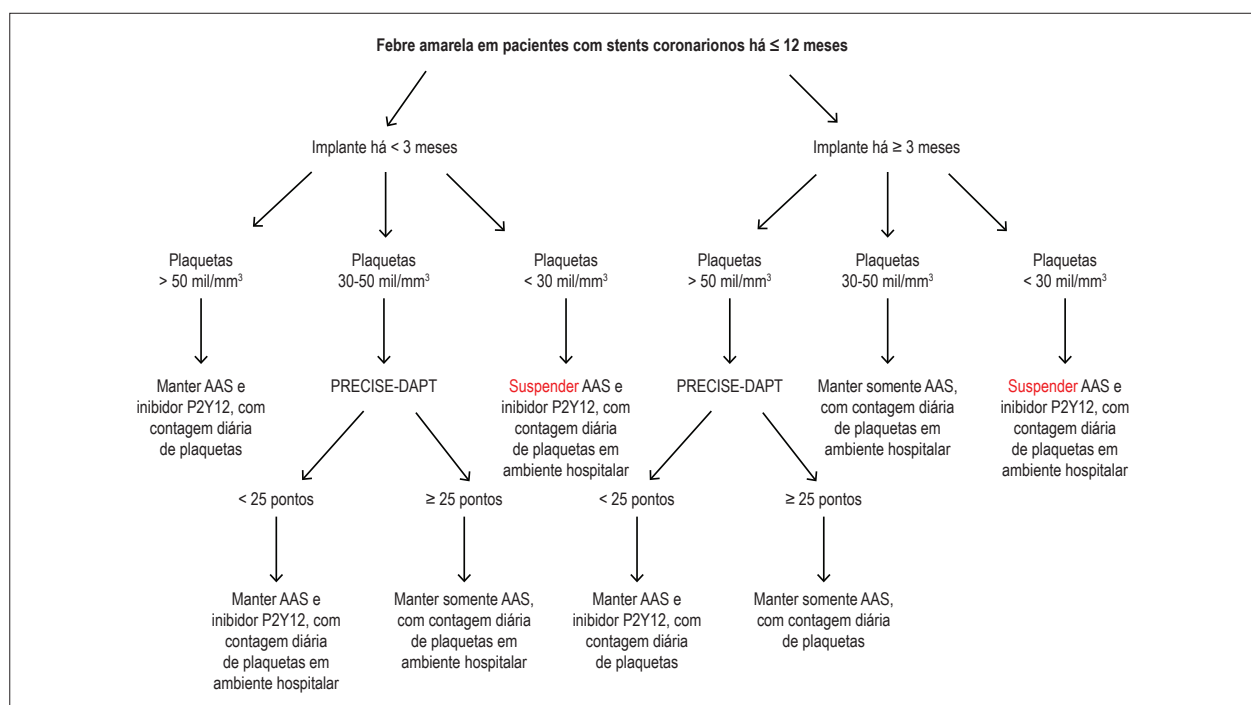 Febre amarela em pacientes com stents coronarionos há ≤ 12 meses
Implante há < 3 meses
Implante há ≥ 3 meses
Plaquetas
> 50 mil/mm³
Plaquetas
30-50 mil/mm³
Plaquetas
< 30 mil/mm³
Plaquetas
> 50 mil/mm³
Plaquetas
30-50 mil/mm³
Plaquetas
< 30 mil/mm³
Manter AAS e
inibidor P2Y12, com
contagem diária
de plaquetas
PRECISE-DAPT
Suspender AAS e
inibidor P2Y12, com
contagem diária
de plaquetas em
ambiente hospitalar
PRECISE-DAPT
Manter somente AAS,
com contagem diária
de plaquetas em
ambiente hospitalar
Suspender AAS e
inibidor P2Y12, com
contagem diária
de plaquetas em
ambiente hospitalar
< 25 pontos
≥ 25 pontos
< 25 pontos
≥ 25 pontos
Manter AAS e
inibidor P2Y12, com
contagem diária
de plaquetas em
ambiente hospitalar
Manter somente AAS,
com contagem diária
de plaquetas em
ambiente hospitalar
Manter AAS e
inibidor P2Y12, com
contagem diária
de plaquetas
Manter somente AAS,
com contagem diária
de plaquetas